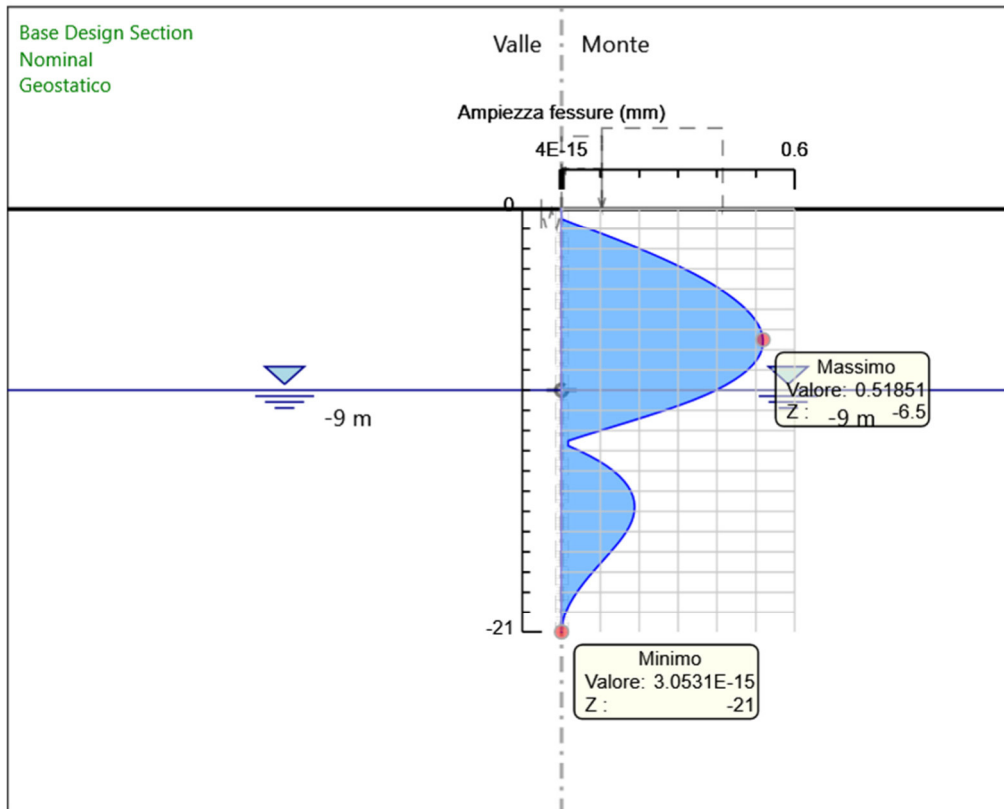 Base Design Section
Nominal
Geostatico
Valle
Monte
Ampiezza fessure (mm)
4E-15
0.6
0
Massimo
Valore: 0.51851
Z : -6.5
-9 m
-9 m
-21
Minimo
Valore: 3.0531E-15
Z : -21